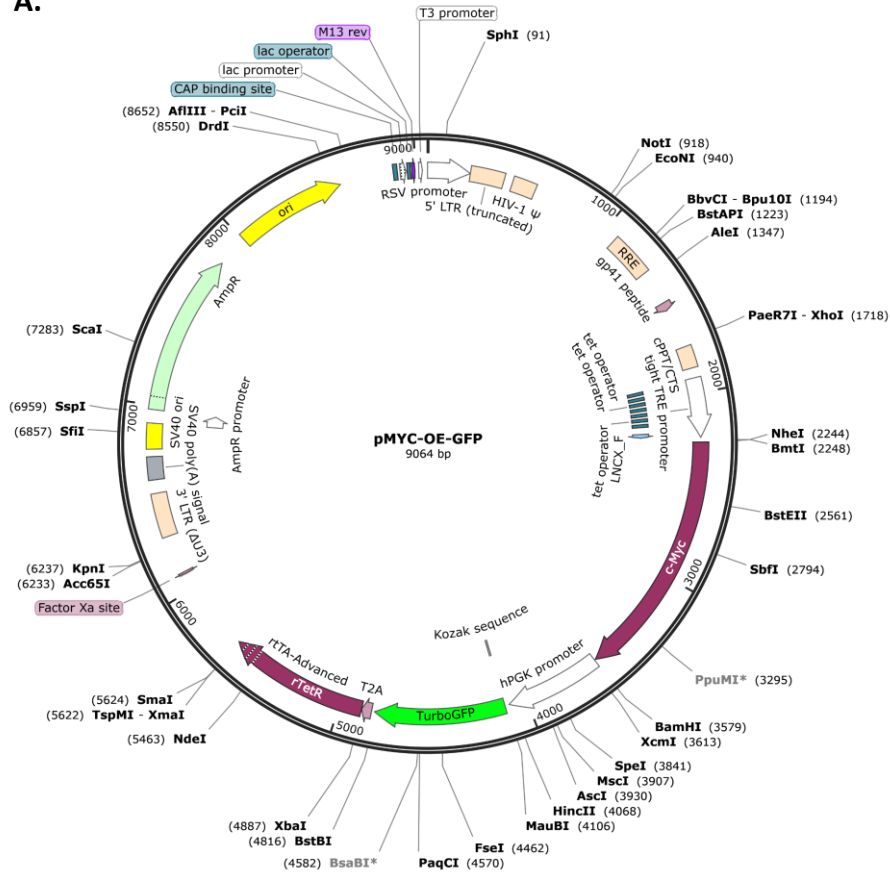 A.
T3 promoter
M13 rev
SphI (91)
lac operator
lac promoter
CAP binding site
(8652) AflIII - PciI
(8550) DrdI
9000
NotI (918)
EcoNI (940)
RSV promoter
5' LTR (truncated)
HIV-1 Ψ
1000
BbvCI - Bpu10I (1194)
BstAPI (1223)
AleI (1347)
ori
8000
RRE
gp41 peptide
AmpR
PaeR7I - XhoI (1718)
(7283) ScaI
cPPT/CTS
2000
tight TRE promoter
tet operator
tet operator
tet operator
LNCX_F
(6959) SspI
7000
(6857) SfiI
SV40 ori
SV40 poly(A) signal
3' LTR (ΔU3)
AmpR promoter
pMYC-OE-GFP
9064 bp
NheI (2244)
BmtI (2248)
BstEII (2561)
c-Myc
SbfI (2794)
3000
(6237) KpnI
(6233) Acc65I
Factor Xa site
6000
Kozak sequence
hPGK promoter
PpuMI* (3295)
rtTA-Advanced
rTetR
T2A
TurboGFP
4000
5000
(5624) SmaI
(5622) TspMI - XmaI
(5463) NdeI
BamHI (3579)
XcmI (3613)
SpeI (3841)
MscI (3907)
AscI (3930)
HincII (4068)
MauBI (4106)
(4887) XbaI
(4816) BstBI
(4582) BsaBI*
PaqCI (4570)
FseI (4462)